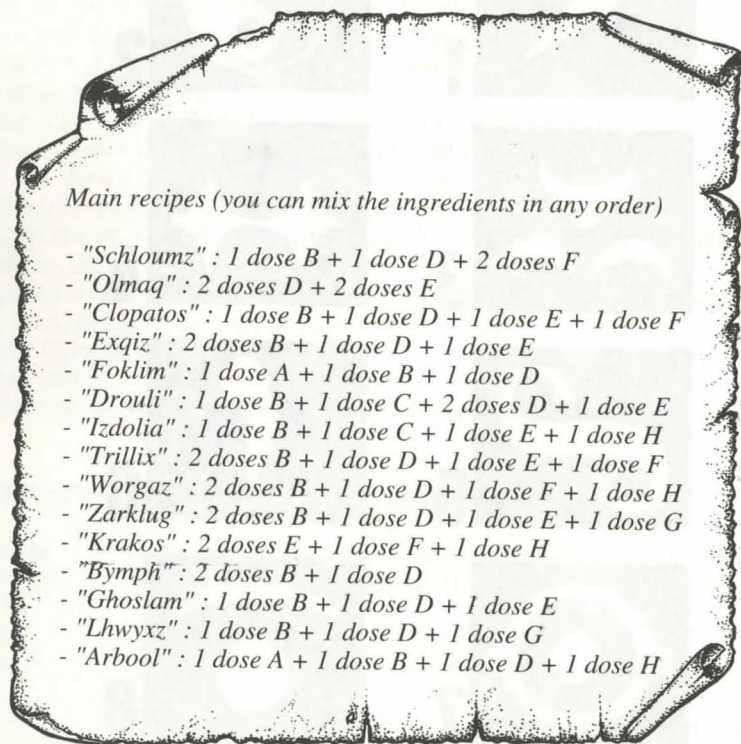 Main recipes (you can mix the ingredients in any order)
- "Schloumz" : 1 dose B + 1 dose D + 2 doses F
- "Olmaq" : 2 doses D + 2 doses E
- "Clopatos" : 1 dose B + 1 dose D + 1 dose E + 1 dose F
- "Exqiz" : 2 doses B + 1 dose D + 1 dose E
- "Foklim" : 1 dose A + 1 dose B + 1 dose D
- "Drouli" : 1 dose B + 1 dose C + 2 doses D + 1 dose E
- "Izdolia" : 1 dose B + 1 dose C + 1 dose E + 1 dose H
- "Trillix" : 2 doses B + 1 dose D + 1 dose E + 1 dose F
- "Worgaz" : 2 doses B + 1 dose D + 1 dose F + 1 dose H
- "Zarklug" : 2 doses B + 1 dose D + 1 dose E + 1 dose G
- "Krakos" : 2 doses E + 1 dose F + 1 dose H
- "Bymph" : 2 doses B + 1 dose D
- "Ghoslam" : 1 dose B + 1 dose D + 1 dose E
- "Lhwyxz" : 1 dose B + 1 dose D + 1 dose G
- "Arbool" : 1 dose A + 1 dose B + 1 dose D + 1 dose H